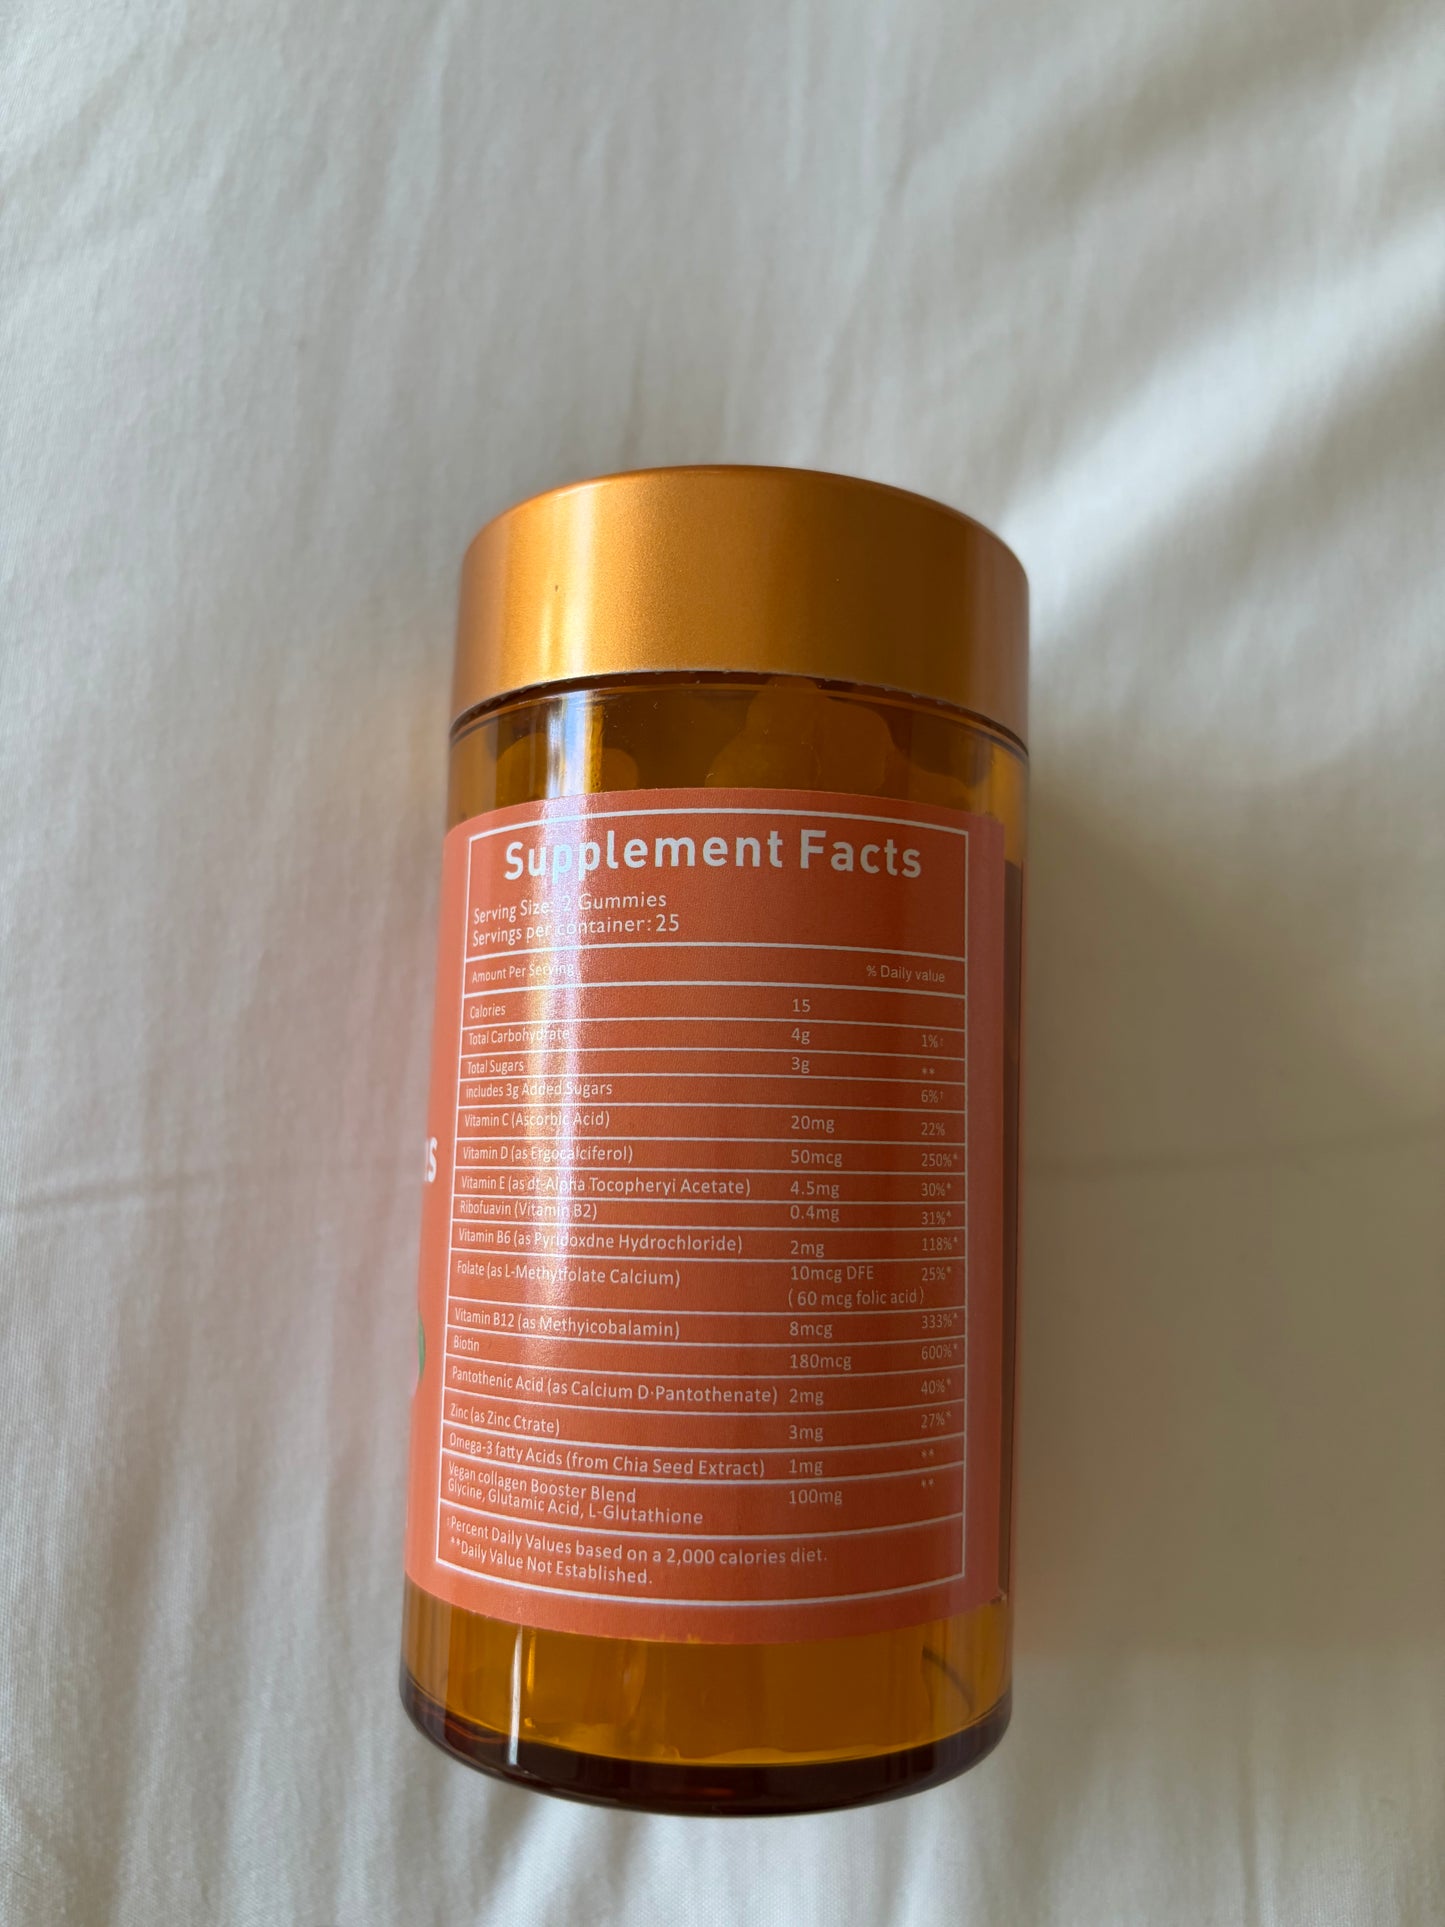 Supplement Facts
Serving Size: 2 Gummies
Servings per container: 25
Amount Per Serving % Daily value
Calories 15
Total Carbohydrate 4g 1%†
Total Sugars 3g **
includes 3g Added Sugars 6%†
Vitamin C (Ascorbic Acid) 20mg 22%
Vitamin D (as Ergocalciferol) 50mcg 250%*
Vitamin E (as dt-Alpha Tocopheryi Acetate) 4.5mg 30%*
Ribofuavin (Vitamin B2) 0.4mg 31%*
Vitamin B6 (as Pyridoxdne Hydrochloride) 2mg 118%*
Folate (as L-Methytfolate Calcium) 10mcg DFE 25%*
( 60 mcg folic acid )
Vitamin B12 (as Methyicobalamin) 8mcg 333%*
Biotin 180mcg 600%*
Pantothenic Acid (as Calcium D·Pantothenate) 2mg 40%*
Zinc (as Zinc Ctrate) 3mg 27%*
Omega-3 fatty Acids (from Chia Seed Extract) 1mg **
Vegan collagen Booster Blend 100mg **
Glycine, Glutamic Acid, L-Glutathione
†Percent Daily Values based on a 2,000 calories diet.
**Daily Value Not Established.